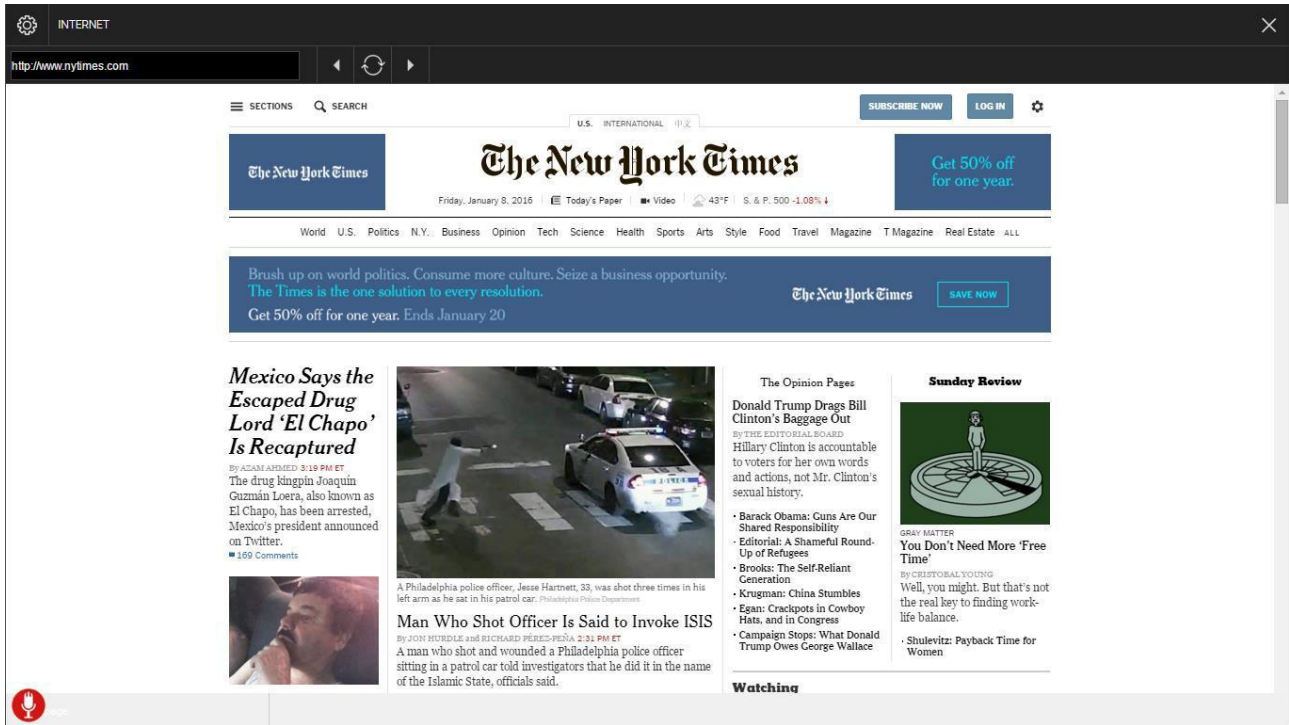 INTERNET
http://www.nytimes.com
SECTIONS SEARCH
SUBSCRIBE NOW LOG IN
U.S. INTERNATIONAL 中文
The New York Times
The New York Times
Get 50% off
for one year.
Friday, January 8, 2016 Today's Paper Video 43°F S. & P. 500 -1.08%
World U.S. Politics N.Y. Business Opinion Tech Science Health Sports Arts Style Food Travel Magazine T Magazine Real Estate ALL
Brush up on world politics. Consume more culture. Seize a business opportunity.
The Times is the one solution to every resolution.
Get 50% off for one year. Ends January 20
The New York Times SAVE NOW
Mexico Says the
Escaped Drug
Lord 'El Chapo'
Is Recaptured
By AZAM AHMED 3:19 PM ET
The drug kingpin Joaquín
Guzmán Loera, also known as
El Chapo, has been arrested,
Mexico's president announced
on Twitter.
169 Comments
POLICE
A Philadelphia police officer, Jesse Hartnett, 33, was shot three times in his
left arm as he sat in his patrol car. Philadelphia Police Department
Man Who Shot Officer Is Said to Invoke ISIS
By JON HURDLE and RICHARD PÉREZ-PEÑA 2:31 PM ET
A man who shot and wounded a Philadelphia police officer
sitting in a patrol car told investigators that he did it in the name
of the Islamic State, officials said.
The Opinion Pages
Donald Trump Drags Bill
Clinton's Baggage Out
By THE EDITORIAL BOARD
Hillary Clinton is accountable
to voters for her own words
and actions, not Mr. Clinton's
sexual history.
• Barack Obama: Guns Are Our
Shared Responsibility
• Editorial: A Shameful Round-
Up of Refugees
• Brooks: The Self-Reliant
Generation
• Krugman: China Stumbles
• Egan: Crackpots in Cowboy
Hats, and in Congress
• Campaign Stops: What Donald
Trump Owes George Wallace
Watching
Sunday Review
GRAY MATTER
You Don't Need More 'Free
Time'
By CRISTOBAL YOUNG
Well, you might. But that's not
the real key to finding work-
life balance.
• Shulevitz: Payback Time for
Women